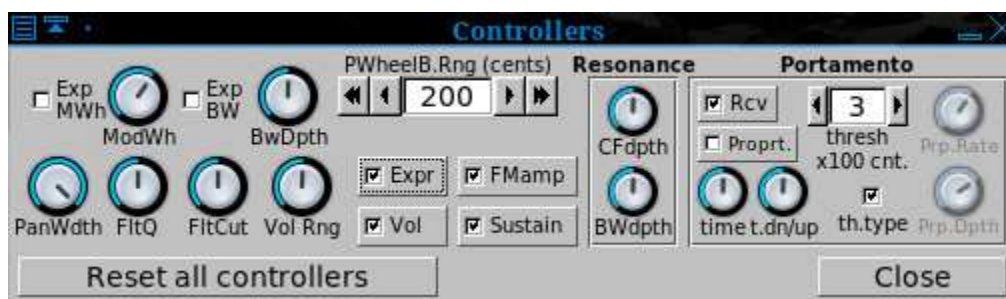 Controllers
PWheelB.Rng (cents)
Resonance
Portamento
Exp
MWh
ModWh
Exp
BW
BwDpth
200
CFdpth
BWdpth
Rcv
Proprt.
3
thresh
x100 cnt.
Prp.Rate
time
t.dn/up
th.type
Prp.Dpth
PanWdth
FltQ
FltCut
Vol Rng
Expr
FMamp
Vol
Sustain
Reset all controllers
Close